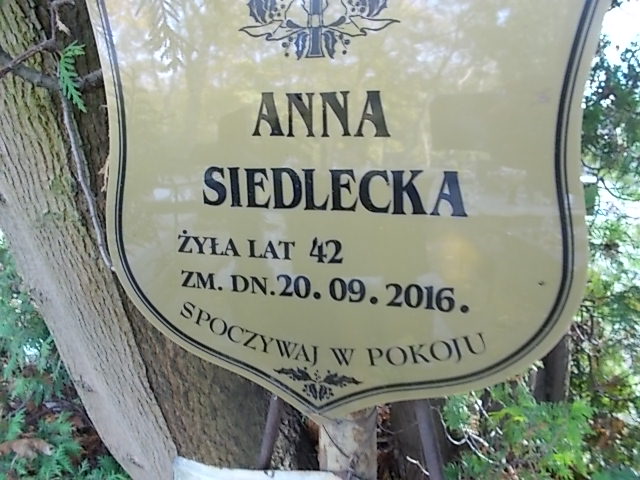 ANNA
SIEDLECKA
ŻYŁA LAT 42
ZM. DN. 20. 09. 2016.
SPOCZYWAJ W POKOJU